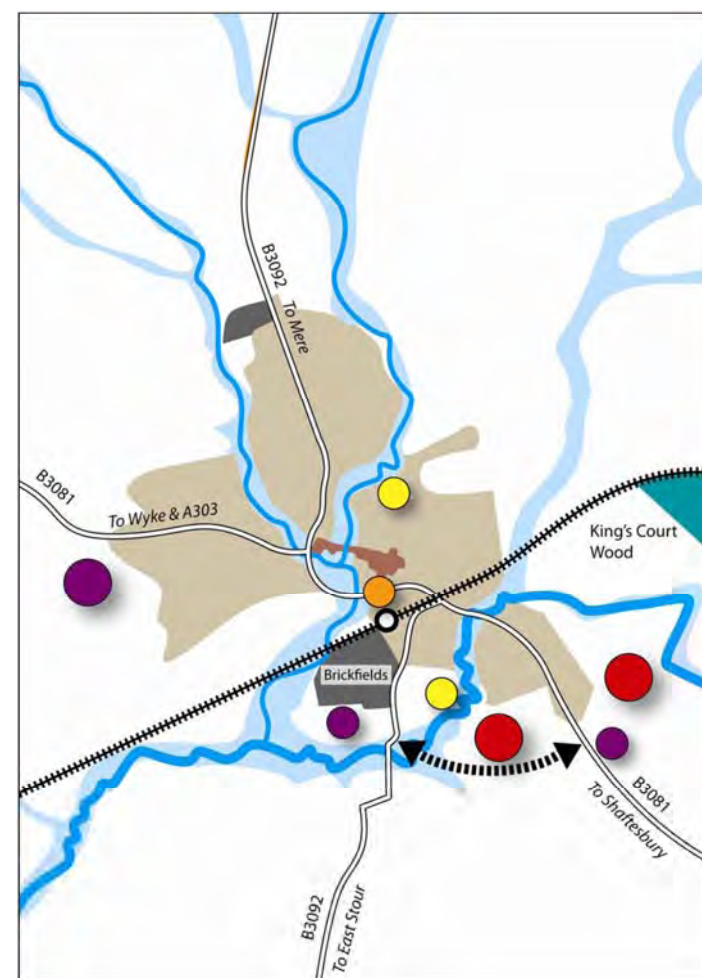 B3092
To Mere
B3081
To Wyke & A303
King's Court
Wood
Brickfields
B3081
To Shaftesbury
B3092
To East Stour